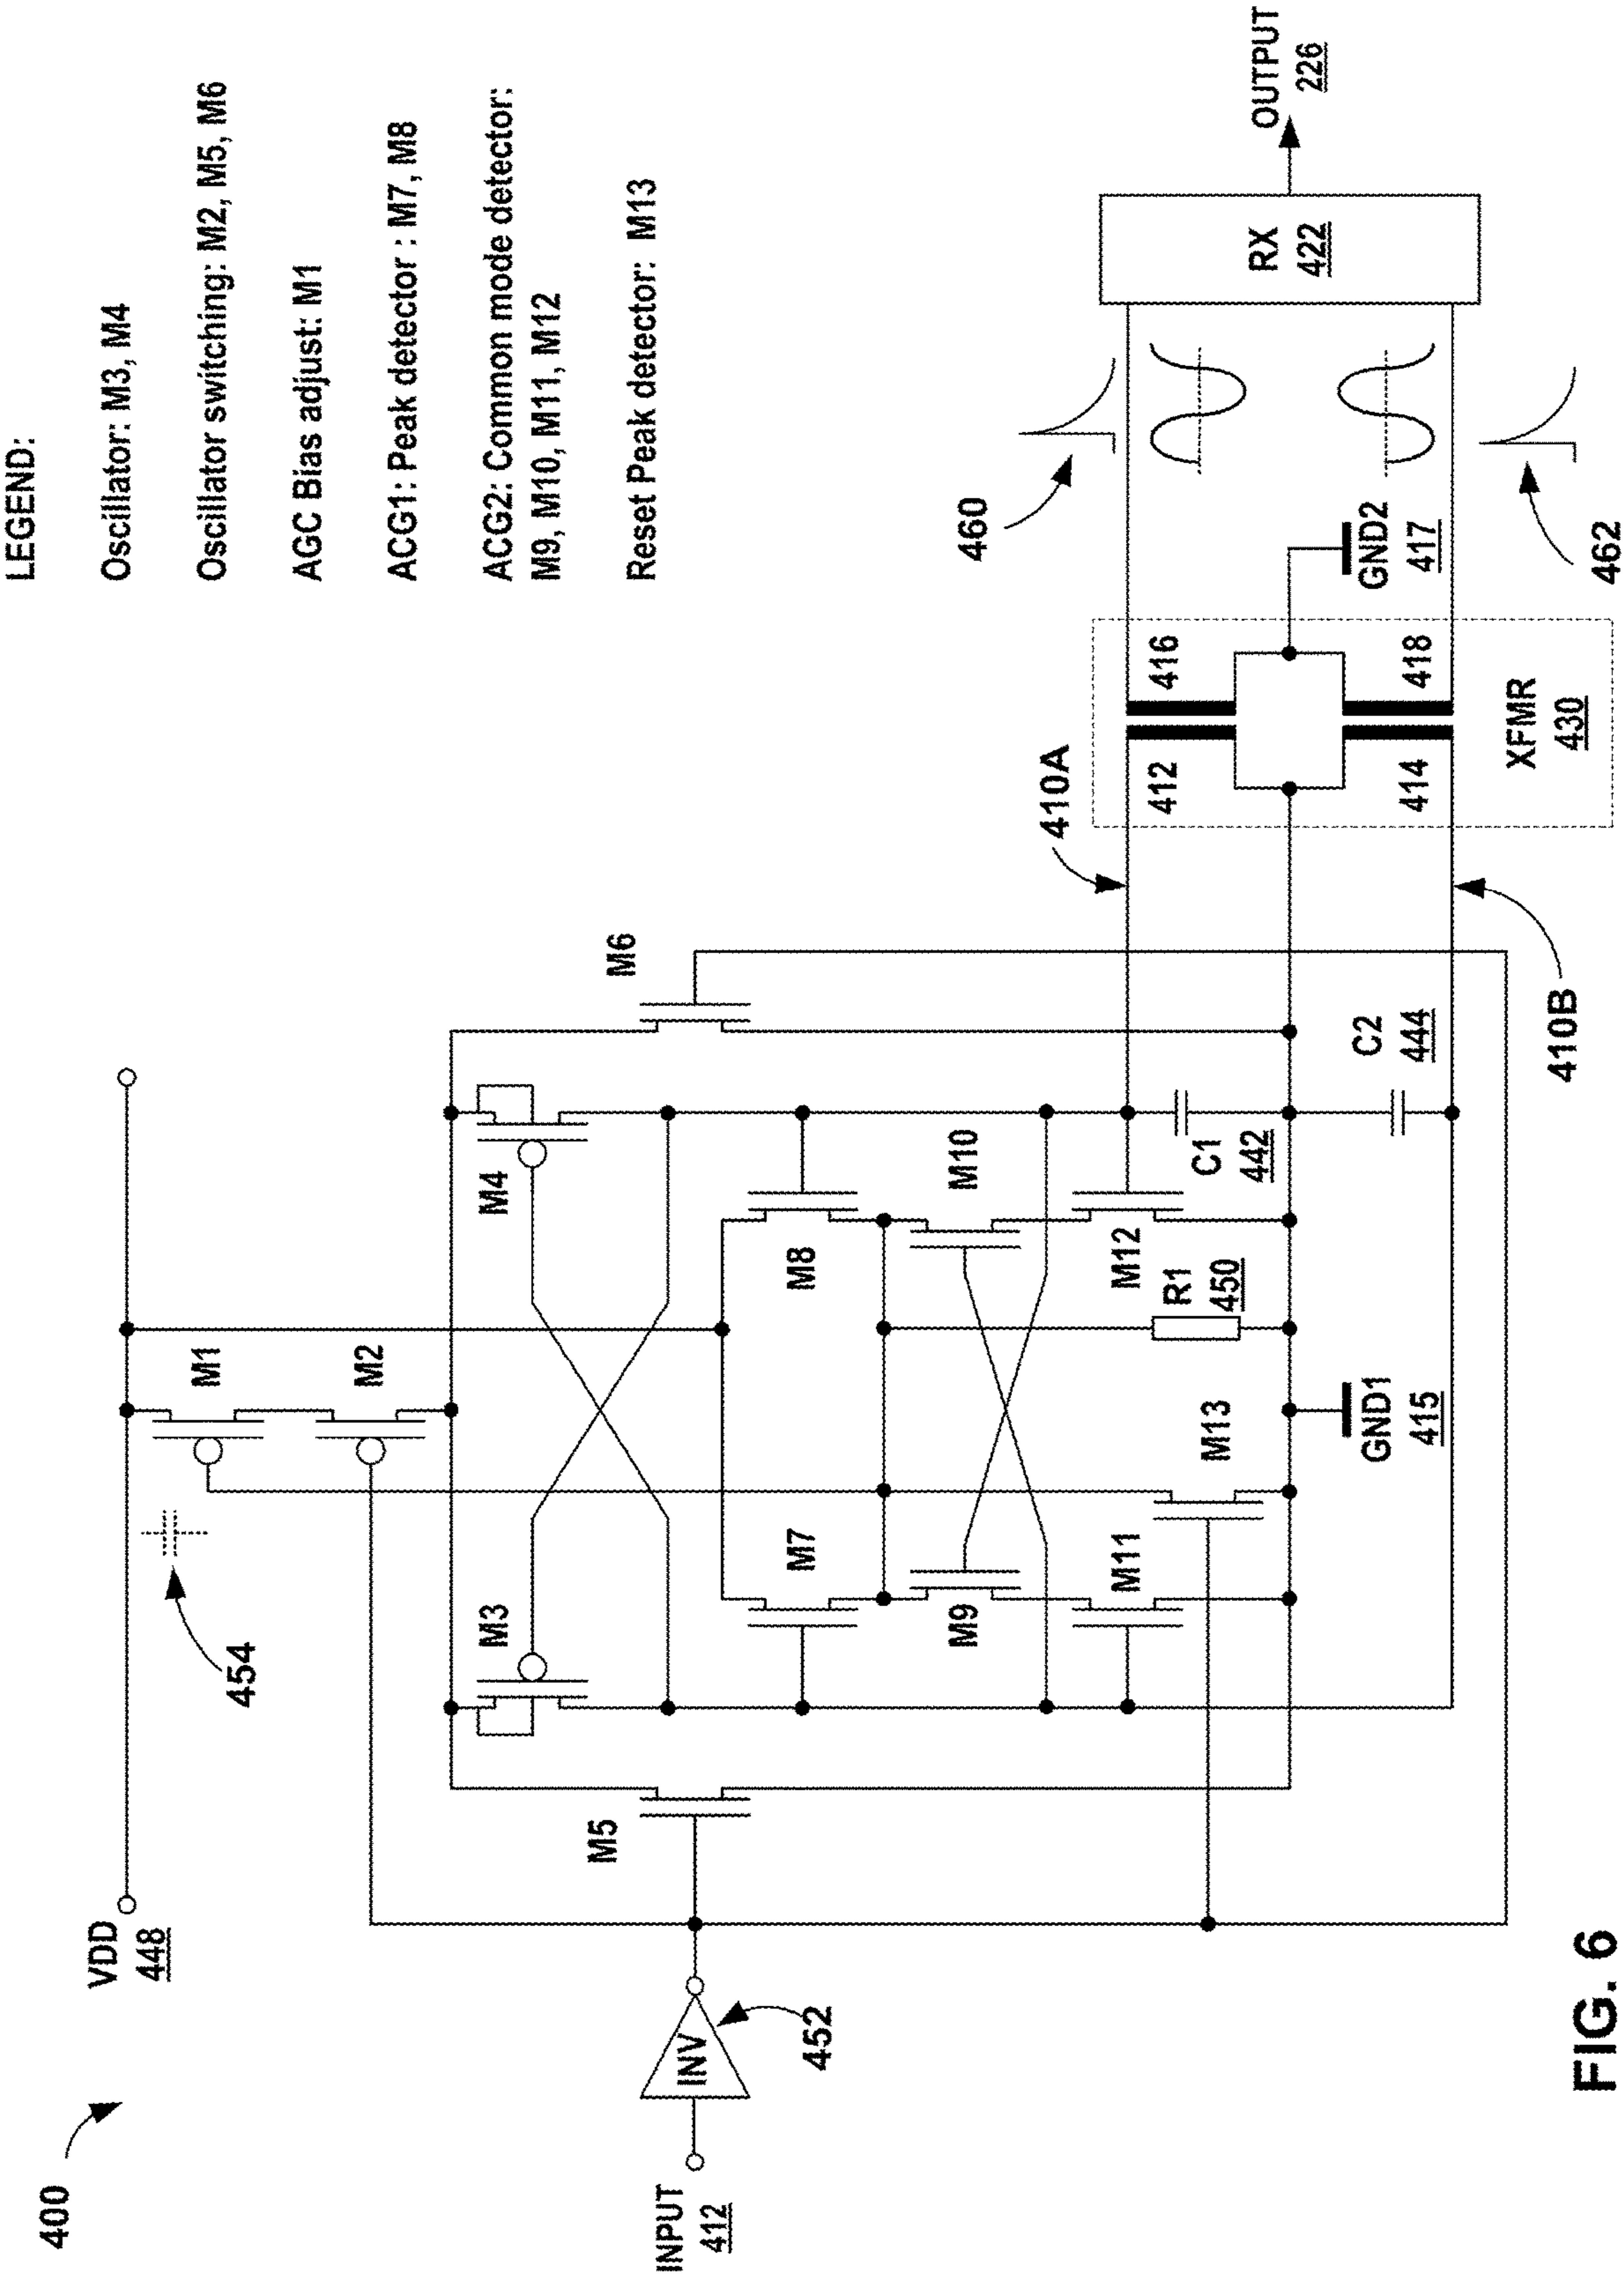 LEGEND:
Oscillator: M3, M4
Oscillator switching: M2, M5, M6
AGC Bias adjust: M1
ACG1: Peak detector : M7, M8
ACG2: Common mode detector:
M9, M10, M11, M12
Reset Peak detector: M13
400
VDD
448
454
M1
M2
M3
M4
M5
M6
INPUT
412
INV
452
M7
M8
M9
M10
M11
M12
M13
R1
450
C1
442
C2
444
GND1
415
410A
410B
412
416
414
418
XFMR
430
GND2
417
460
462
RX
422
OUTPUT
226
FIG. 6